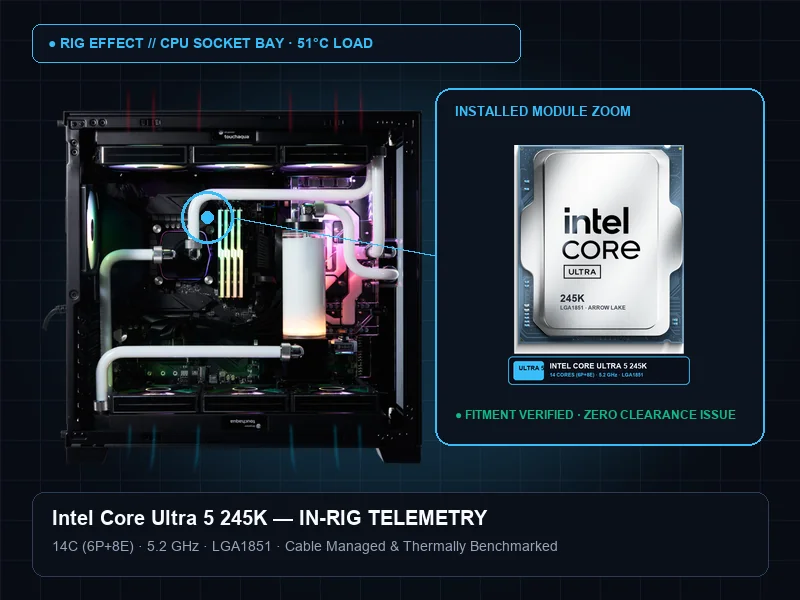 ● RIG EFFECT // CPU SOCKET BAY · 51°C LOAD
INSTALLED MODULE ZOOM
touchaqua
intel
CORE
ULTRA
245K
LGA1851 · ARROW LAKE
ULTRA 5
INTEL CORE ULTRA 5 245K
14 CORES (6P+8E) · 5.2 GHz · LGA1851
● FITMENT VERIFIED · ZERO CLEARANCE ISSUE
touchaqua
Intel Core Ultra 5 245K — IN-RIG TELEMETRY
14C (6P+8E) · 5.2 GHz · LGA1851 · Cable Managed & Thermally Benchmarked